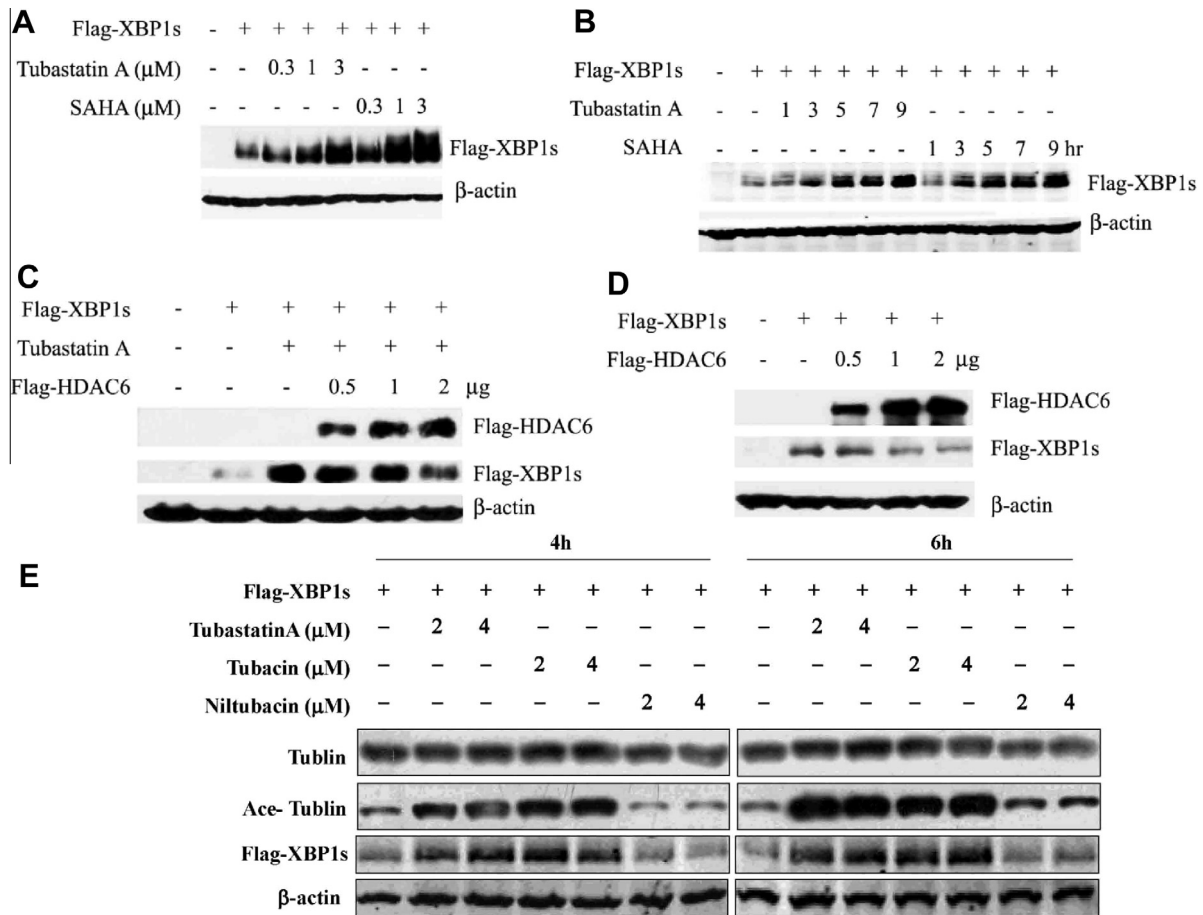 A
Flag-XBP1s - + + + + + + +
Tubastatin A (μM) - - 0.3 1 3 - - -
SAHA (μM) - - - - - 0.3 1 3
Flag-XBP1s
β-actin
B
Flag-XBP1s - + + + + + + + + + + +
Tubastatin A - - 1 3 5 7 9 - - - - -
SAHA - - - - - - - 1 3 5 7 9 hr
Flag-XBP1s
β-actin
C
Flag-XBP1s - + + + + +
Tubastatin A - - + + + +
Flag-HDAC6 - - - 0.5 1 2 μg
Flag-HDAC6
Flag-XBP1s
β-actin
D
Flag-XBP1s - + + + +
Flag-HDAC6 - - 0.5 1 2 μg
Flag-HDAC6
Flag-XBP1s
β-actin
E
4h 6h
Flag-XBP1s + + + + + + + + + + + + + +
TubastatinA (μM) – 2 4 – – – – – 2 4 – – – –
Tubacin (μM) – – – 2 4 – – – – – 2 4 – –
Niltubacin (μM) – – – – – 2 4 – – – – – 2 4
Tublin
Ace- Tublin
Flag-XBP1s
β-actin